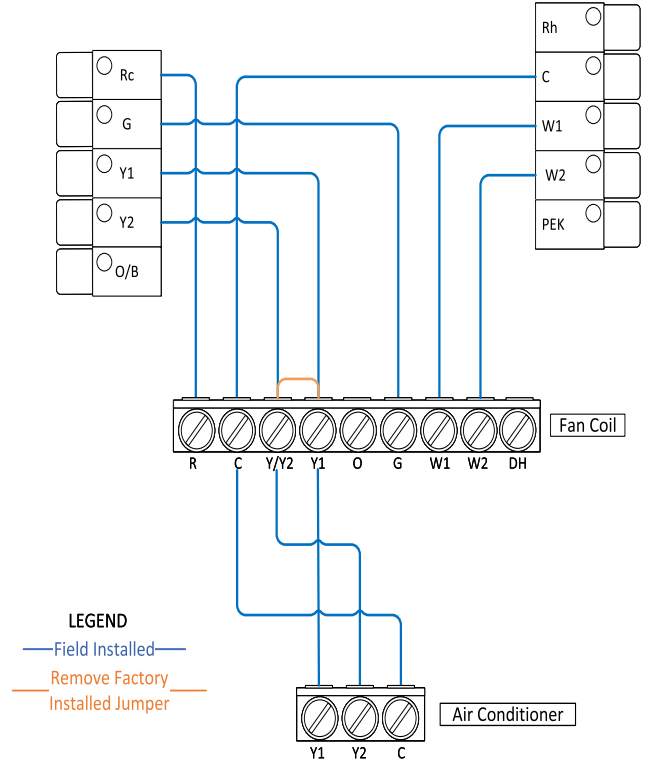 Rc
G
Y1
Y2
O/B
Rh
C
W1
W2
PEK
Fan Coil
R C Y/Y2 Y1 O G W1 W2 DH
LEGEND
Field Installed
Remove Factory
Installed Jumper
Air Conditioner
Y1 Y2 C